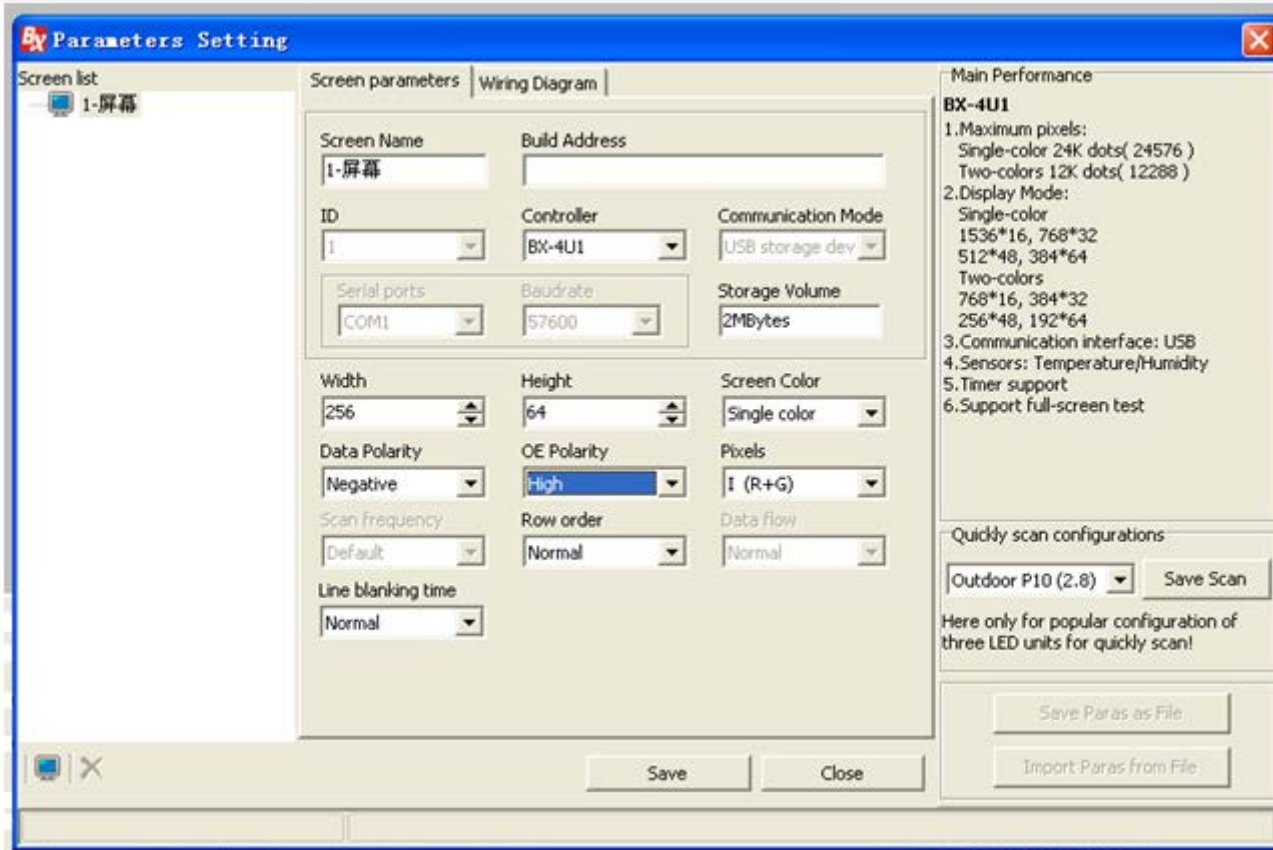 BX Parameters Setting
Screen list
1-屏幕
Screen parameters
Wiring Diagram
Screen Name
Build Address
1-屏幕
ID
Controller
Communication Mode
1
BX-4U1
USB storage dev
Serial ports
Baudrate
Storage Volume
COM1
57600
2MBytes
Width
Height
Screen Color
256
64
Single color
Data Polarity
OE Polarity
Pixels
Negative
High
I (R+G)
Scan frequency
Row order
Data flow
Default
Normal
Normal
Line blanking time
Normal
Save
Close
Main Performance
BX-4U1
1.Maximum pixels:
Single-color 24K dots( 24576 )
Two-colors 12K dots( 12288 )
2.Display Mode:
Single-color
1536*16, 768*32
512*48, 384*64
Two-colors
768*16, 384*32
256*48, 192*64
3.Communication interface: USB
4.Sensors: Temperature/Humidity
5.Timer support
6.Support full-screen test
Quickly scan configurations
Outdoor P10 (2.8)
Save Scan
Here only for popular configuration of
three LED units for quickly scan!
Save Paras as File
Import Paras from File